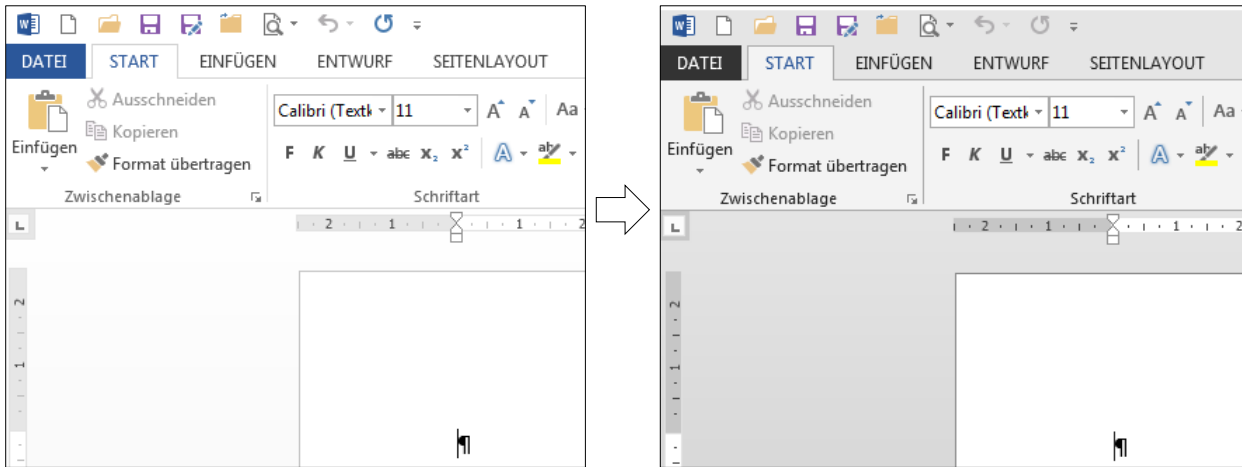 DATEI START EINFÜGEN ENTWURF SEITENLAYOUT
Ausschneiden
Calibri (Textk 11 A A Aa
Kopieren
Einfügen
F K U abc X₂ X² A ab
Format übertragen
Zwischenablage Schriftart
L 2 1 1 2
2
1
¶
DATEI START EINFÜGEN ENTWURF SEITENLAYOUT
Ausschneiden
Calibri (Textk 11 A A Aa
Kopieren
Einfügen
F K U abc X₂ X² A ab
Format übertragen
Zwischenablage Schriftart
L 2 1 1 2
2
1
¶